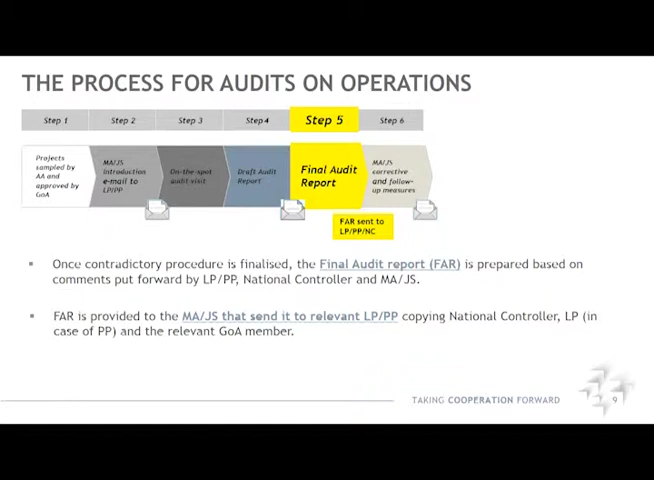 THE PROCESS FOR AUDITS ON OPERATIONS
Step 1
Step 2
Step 3
Step4
Step 5
Step 6
Projects
sampled by
AA and
approved by
GoA
MA/JS
introduction
e-mail to
LP/PP
On-the-spot
audit visit
Draft Audit
Report
Final Audit
Report
MA/JS
corrective
and follow-
up measures
FAR sent to
LP/PP/NC
Once contradictory procedure is finalised, the Final Audit report (FAR) is prepared based on
comments put forward by LP/PP, National Controller and MA/JS.
FAR is provided to the MA/JS that send it to relevant LP/PP copying National Controller, LP (in
case of PP) and the relevant GoA member.
TAKING COOPERATION FORWARD
9